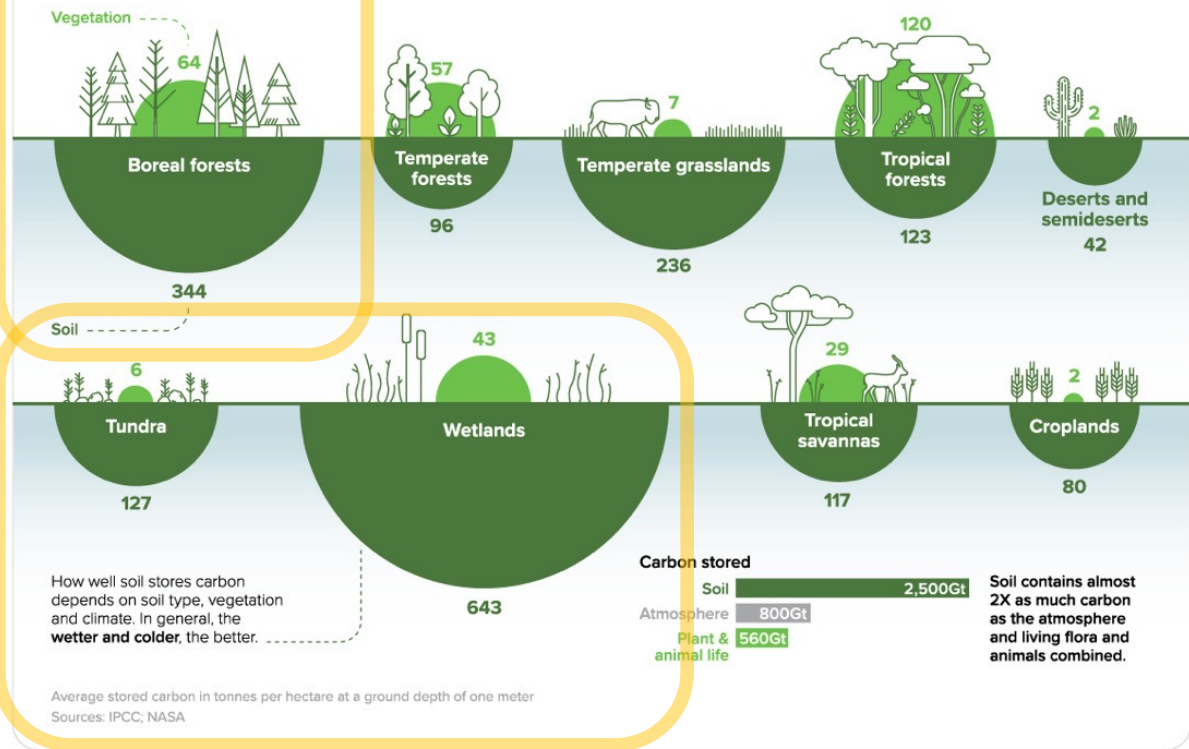 Vegetation
64
Boreal forests
344
Soil
57
Temperate
forests
96
7
Temperate grasslands
236
120
Tropical
forests
123
2
Deserts and
semideserts
42
6
Tundra
127
43
Wetlands
643
29
Tropical
savannas
117
2
Croplands
80
How well soil stores carbon
depends on soil type, vegetation
and climate. In general, the
wetter and colder, the better.
Carbon stored
Soil 2,500Gt
Atmosphere 800Gt
Plant & 560Gt
animal life
Soil contains almost
2X as much carbon
as the atmosphere
and living flora and
animals combined.
Average stored carbon in tonnes per hectare at a ground depth of one meter
Sources: IPCC; NASA